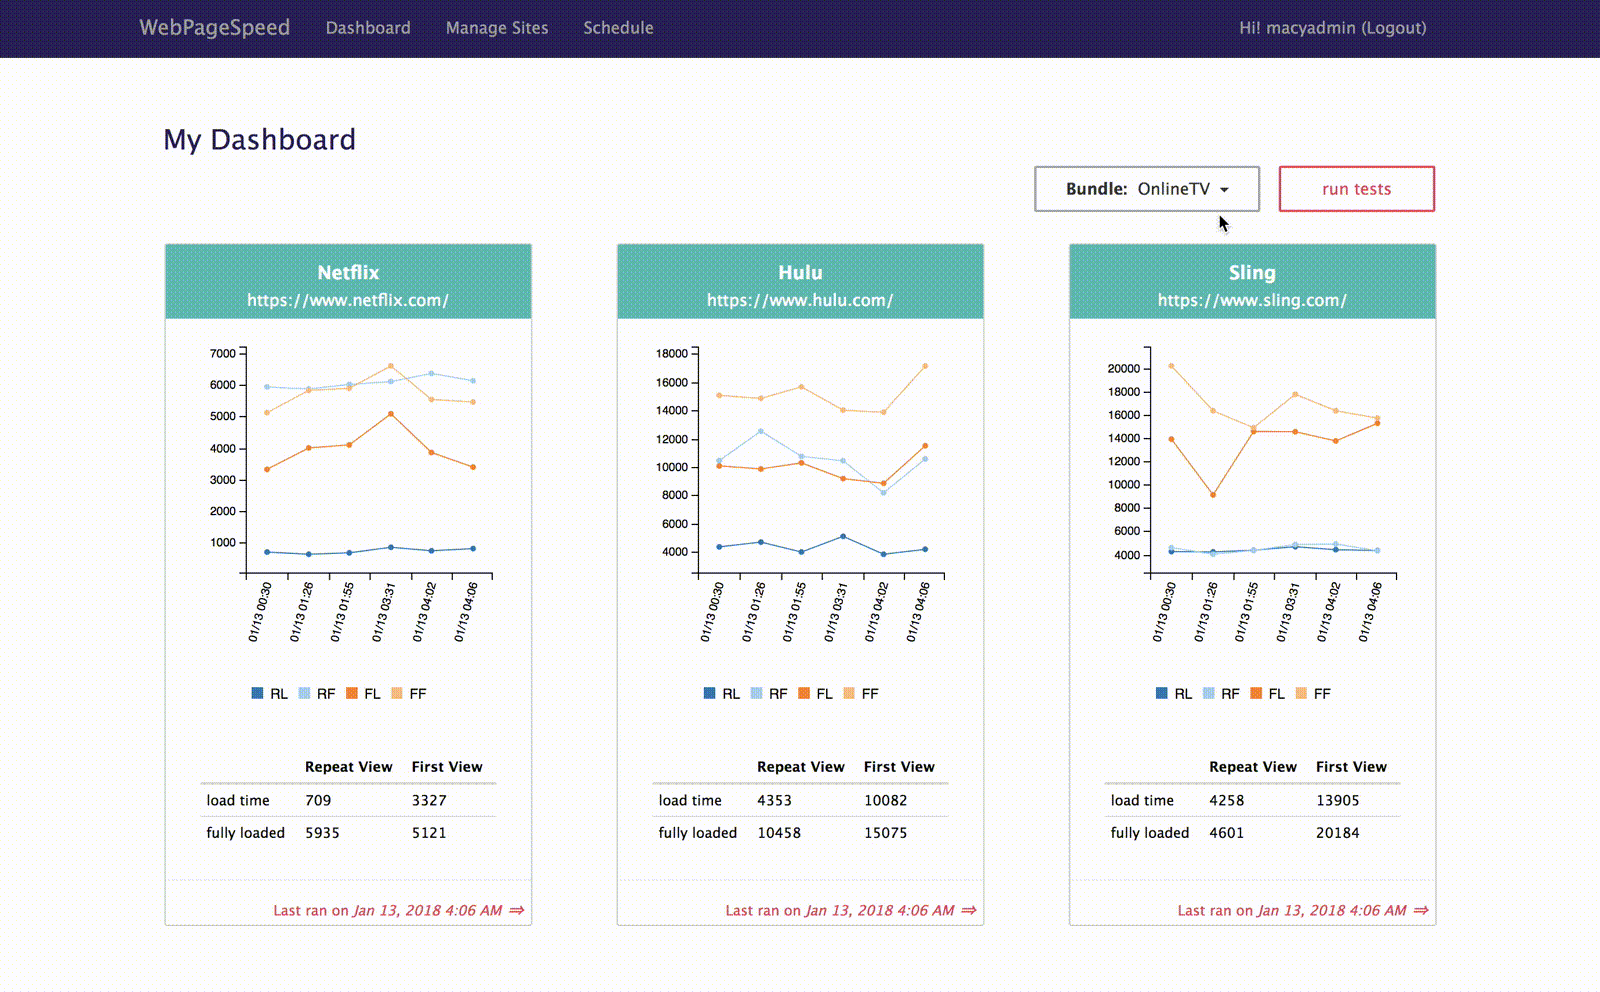 WebPageSpeed Dashboard Manage Sites Schedule Hi! macyadmin (Logout)
My Dashboard
Bundle: OnlineTV run tests
Netflix
https://www.netflix.com/
7000
6000
5000
4000
3000
2000
1000
01/13 00:30 01/13 01:26 01/13 01:55 01/13 03:31 01/13 04:02 01/13 04:06
RL RF FL FF
Repeat View First View
load time 709 3327
fully loaded 5935 5121
Last ran on Jan 13, 2018 4:06 AM ⇒
Hulu
https://www.hulu.com/
18000
16000
14000
12000
10000
8000
6000
4000
01/13 00:30 01/13 01:26 01/13 01:55 01/13 03:31 01/13 04:02 01/13 04:06
RL RF FL FF
Repeat View First View
load time 4353 10082
fully loaded 10458 15075
Last ran on Jan 13, 2018 4:06 AM ⇒
Sling
https://www.sling.com/
20000
18000
16000
14000
12000
10000
8000
6000
4000
01/13 00:30 01/13 01:26 01/13 01:55 01/13 03:31 01/13 04:02 01/13 04:06
RL RF FL FF
Repeat View First View
load time 4258 13905
fully loaded 4601 20184
Last ran on Jan 13, 2018 4:06 AM ⇒